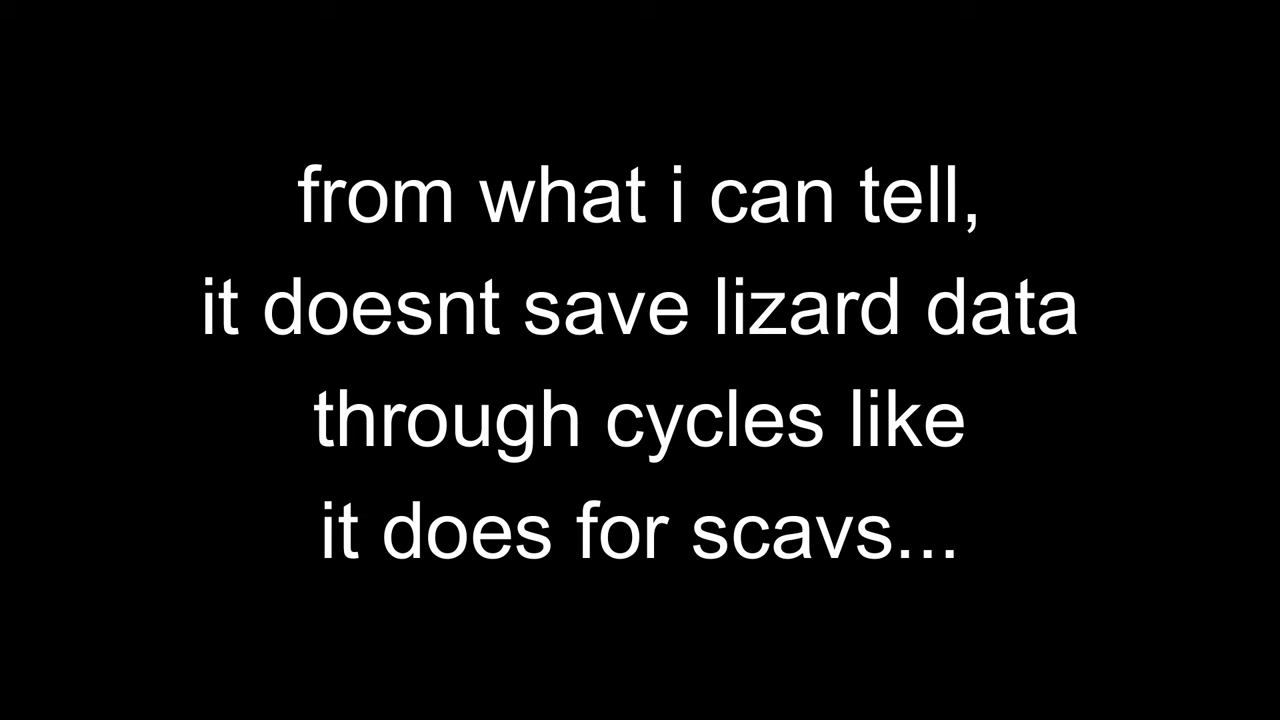 from what i can tell,
it doesnt save lizard data
through cycles like
it does for scavs...